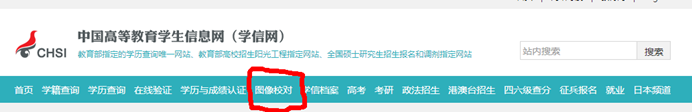 中国高等教育学生信息网（学信网）
CHSI
教育部指定的学历查询唯一网站、教育部高校招生阳光工程指定网站、全国硕士研究生招生报名和调剂指定网站
站内搜索 搜索
首页 学籍查询 学历查询 在线验证 学历与成绩认证 图像校对 学信档案 高考 考研 政法招生 港澳台招生 四六级查分 征兵报名 就业 日本频道